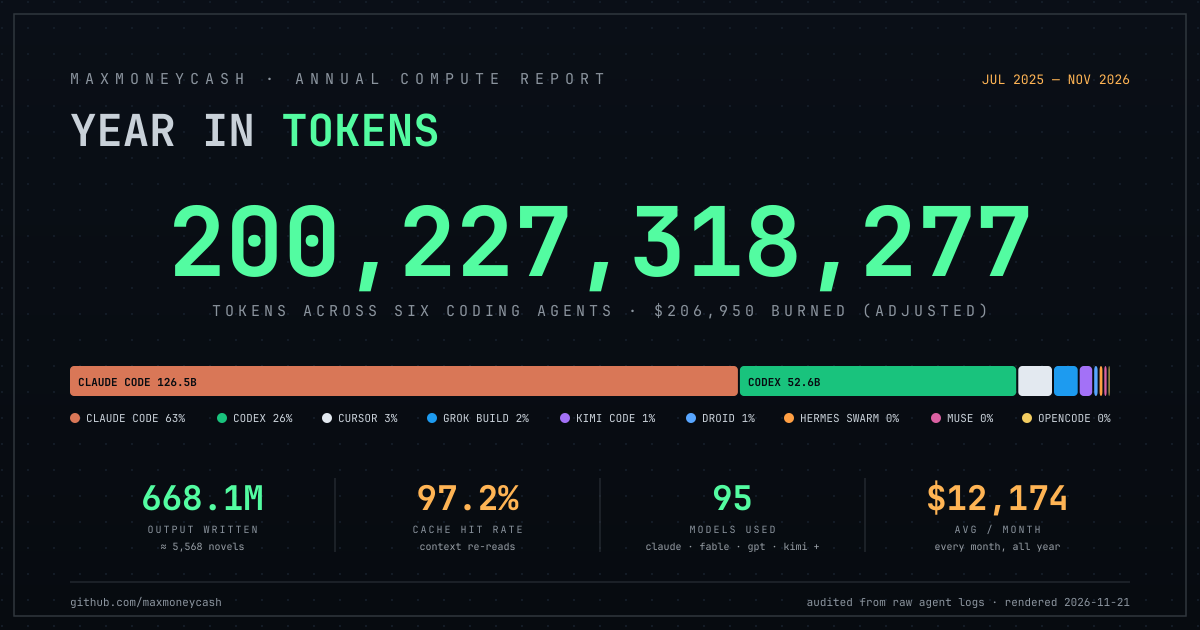 MAXMONEYCASH · ANNUAL COMPUTE REPORT
JUL 2025 — NOV 2026
YEAR IN TOKENS
200,227,318,277
TOKENS ACROSS SIX CODING AGENTS · $206,950 BURNED (ADJUSTED)
CLAUDE CODE 126.5B
CODEX 52.6B
CLAUDE CODE 63% CODEX 26% CURSOR 3% GROK BUILD 2% KIMI CODE 1% DROID 1% HERMES SWARM 0% MUSE 0% OPENCODE 0%
668.1M
OUTPUT WRITTEN
≈ 5,568 novels
97.2%
CACHE HIT RATE
context re-reads
95
MODELS USED
claude · fable · gpt · kimi +
$12,174
AVG / MONTH
every month, all year
github.com/maxmoneycash
audited from raw agent logs · rendered 2026-11-21